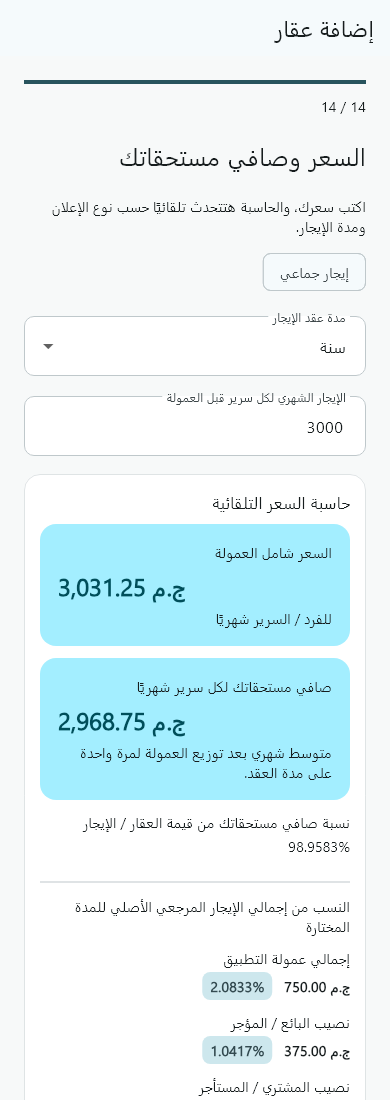 إضافة عقار
14 / 14
السعر وصافي مستحقاتك
اكتب سعرك، والحاسبة هتتحدث تلقائيًا حسب نوع الإعلان
ومدة الإيجار.
إيجار جماعي
مدة عقد الإيجار
سنة
الإيجار الشهري لكل سرير قبل العمولة
3000
حاسبة السعر التلقائية
السعر شامل العمولة
3,031.25 ج.م
للفرد / السرير شهريًا
صافي مستحقاتك لكل سرير شهريًا
2,968.75 ج.م
متوسط شهري بعد توزيع العمولة لمرة واحدة
على مدة العقد.
نسبة صافي مستحقاتك من قيمة العقار / الإيجار
98.9583%
النسب من إجمالي الإيجار المرجعي الأصلي للمدة
المختارة
إجمالي عمولة التطبيق
750.00 ج.م 2.0833%
نصيب البائع / المؤجر
375.00 ج.م 1.0417%
نصيب المشتري / المستأجر